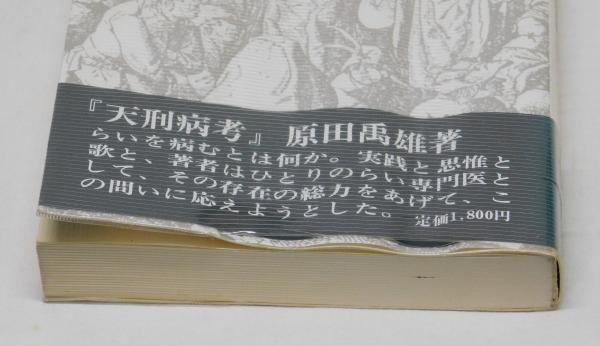 『天刑病考』 原田禹雄著
らいを病むとは何か。実践と思惟と
歌と、著者はひとりのらい専門医と
して、その存在の総力をあげて、こ
の問いに応えようとした。 定価1,800円